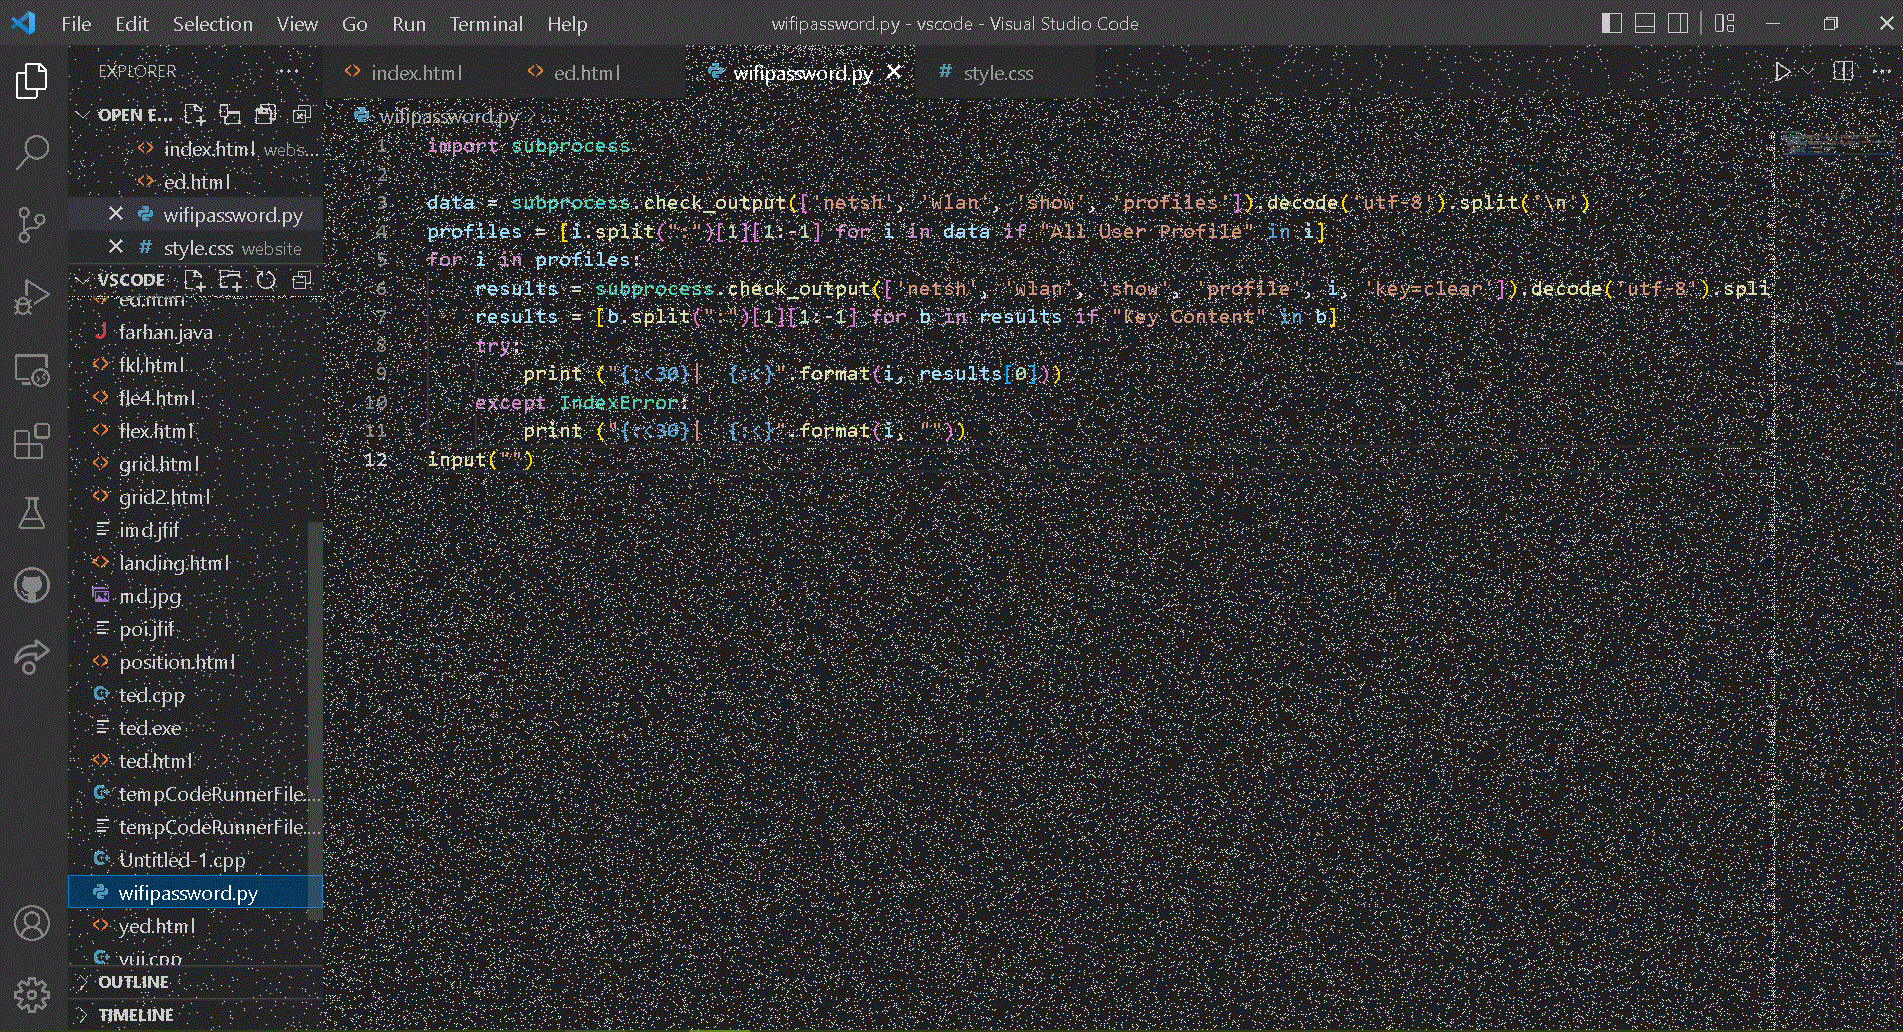 File Edit Selection View Go Run Terminal Help wifipassword.py - vscode - Visual Studio Code
EXPLORER ...
index.html ed.html wifipassword.py style.css
OPEN E...
index.html webs...
ed.html
wifipassword.py
style.css website
VSCODE
ed.html
farhan.java
fkl.html
fle4.html
flex.html
grid.html
grid2.html
imd.jfif
landing.html
md.jpg
poi.jfif
position.html
ted.cpp
ted.exe
ted.html
tempCodeRunnerFile....
tempCodeRunnerFile....
Untitled-1.cpp
wifipassword.py
yed.html
yui.cpp
OUTLINE
TIMELINE
wifipassword.py > ...
1 import subprocess
2
3 data = subprocess.check_output(['netsh', 'wlan', 'show', 'profiles']).decode('utf-8').split('\n')
4 profiles = [i.split(":")[1][1:-1] for i in data if "All User Profile" in i]
5 for i in profiles:
6 results = subprocess.check_output(['netsh', 'wlan', 'show', 'profile', i, 'key=clear']).decode('utf-8').spli
7 results = [b.split(":")[1][1:-1] for b in results if "Key Content" in b]
8 try:
9 print ("{:<30}|  {:<}".format(i, results[0]))
10 except IndexError:
11 print ("{:<30}|  {:<}".format(i, ""))
12 input("")